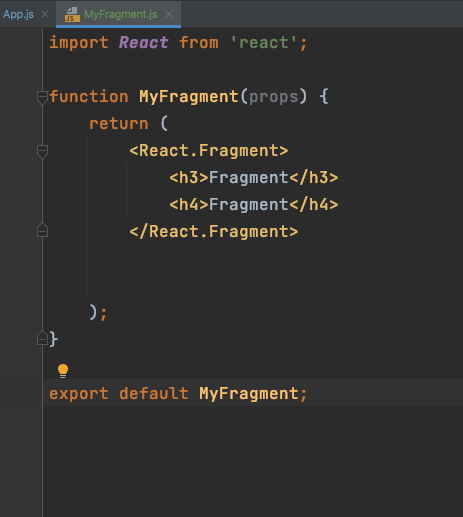 App.js MyFragment.js
JS
import React from 'react';
function MyFragment(props) {
return (
<React.Fragment>
<h3>Fragment</h3>
<h4>Fragment</h4>
</React.Fragment>
);
}
export default MyFragment;